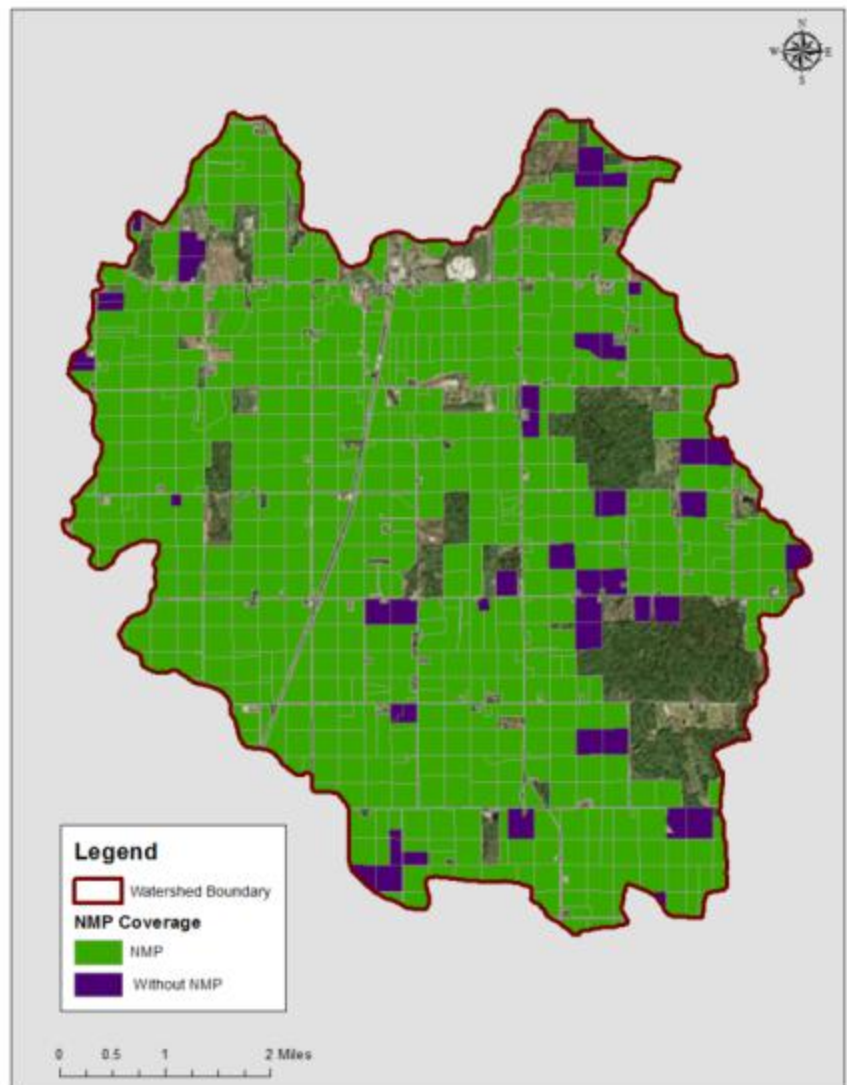 N
W E
S
Legend
Watershed Boundary
NMP Coverage
NMP
Without NMP
0 0.5 1 2 Miles